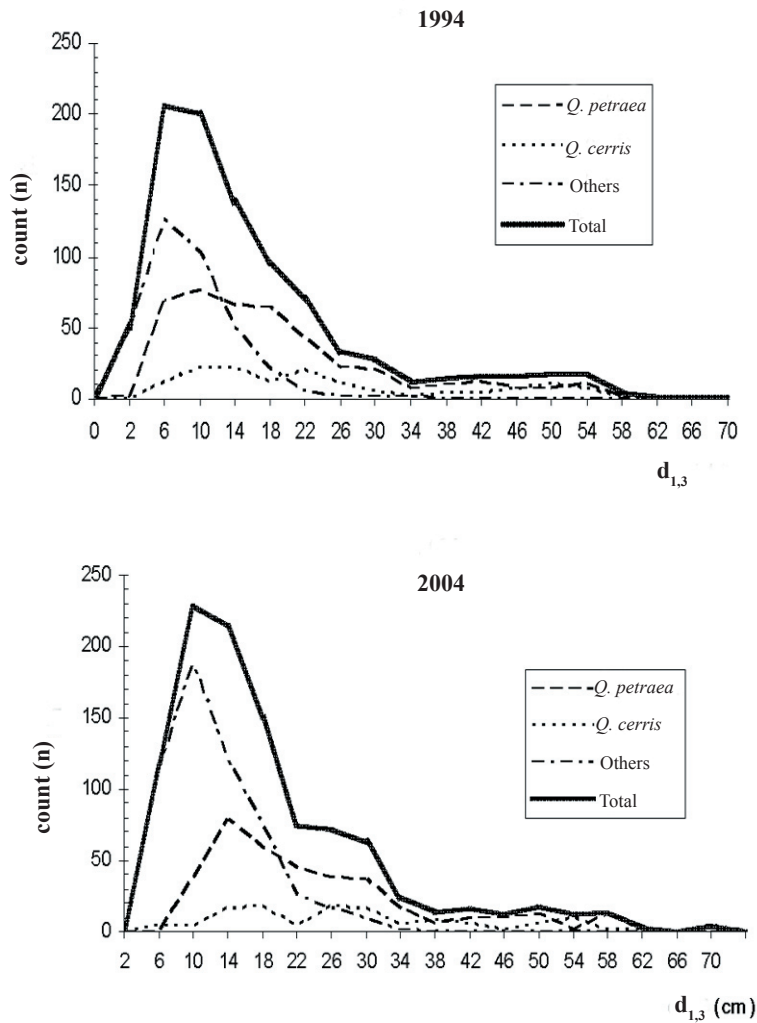 1994
250
200
150
100
50
0
count (n)
Q. petraea
Q. cerris
Others
Total
0 2 6 10 14 18 22 26 30 34 38 42 46 50 54 58 62 66 70
d1,3
2004
250
200
150
100
50
0
count (n)
Q. petraea
Q. cerris
Others
Total
2 6 10 14 18 22 26 30 34 38 42 46 50 54 58 62 66 70
d1,3 (cm)